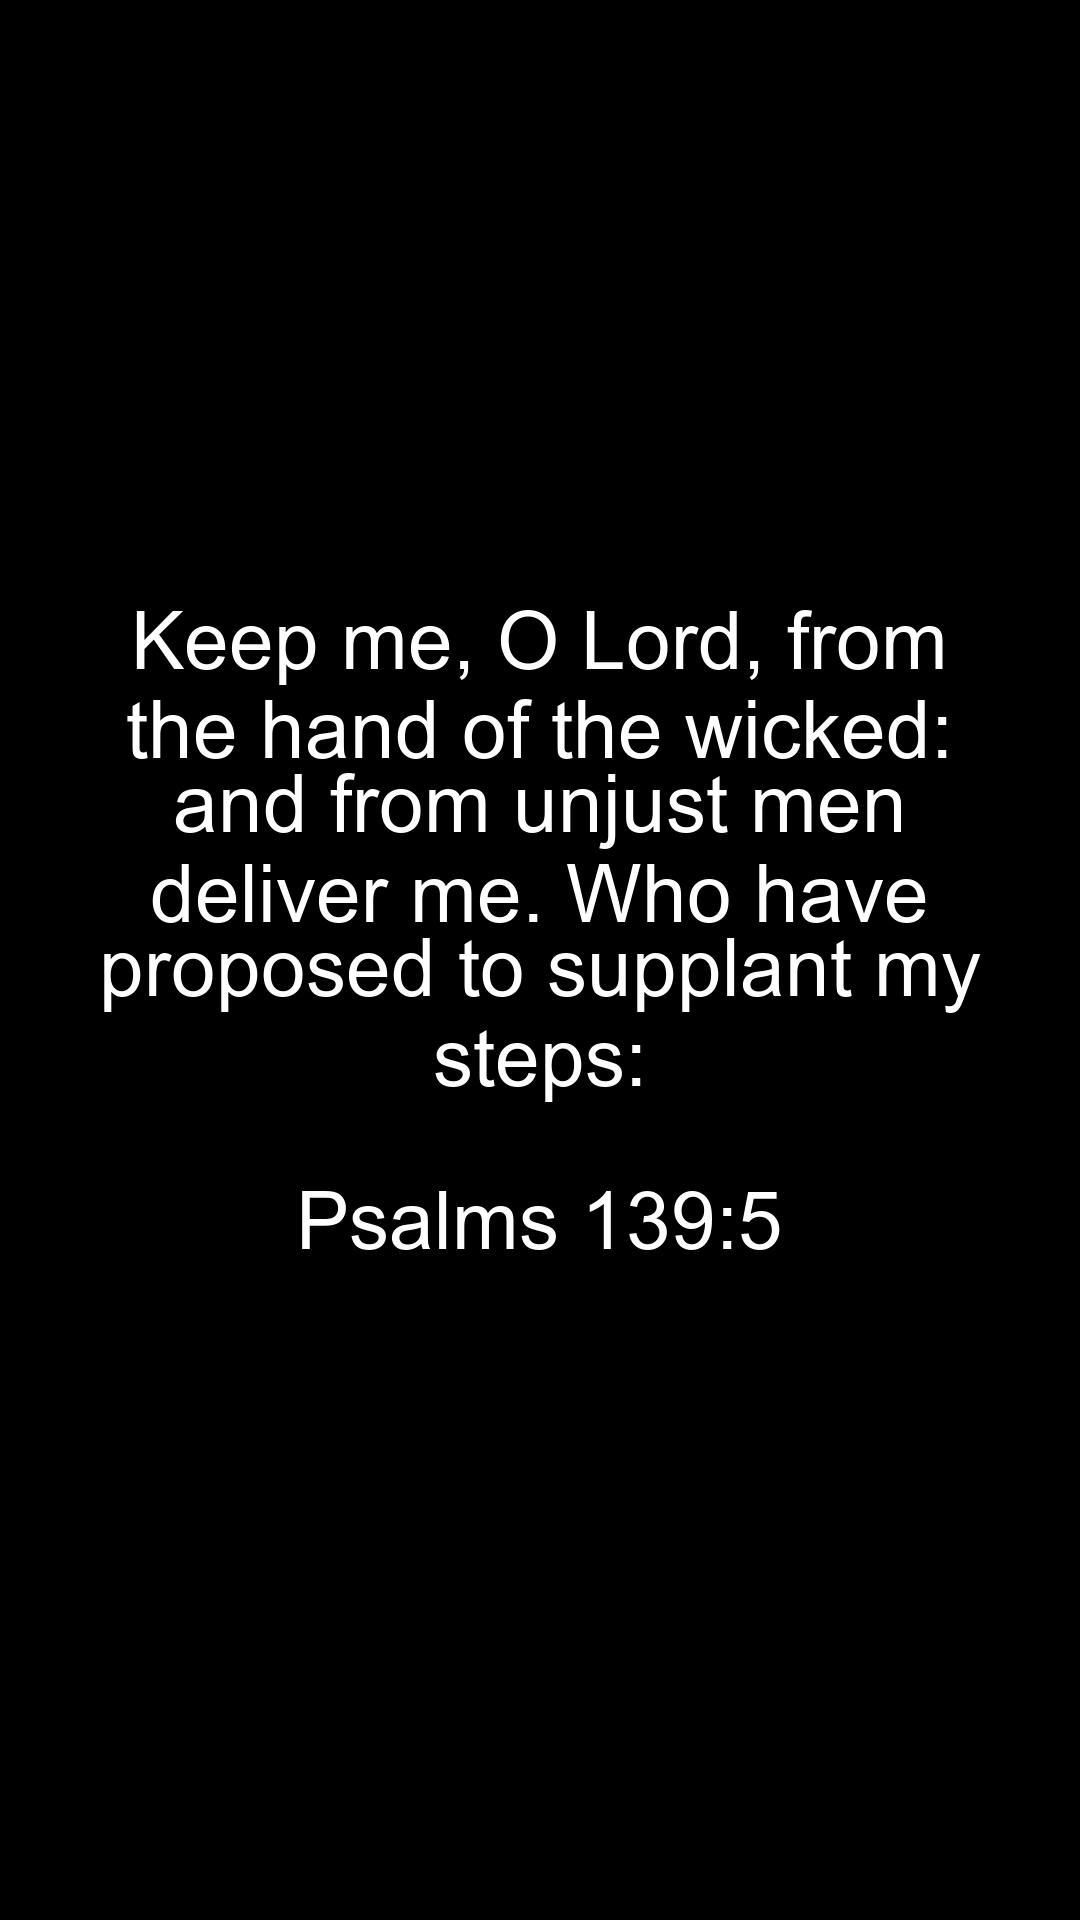 Keep me, O Lord, from
the hand of the wicked:
and from unjust men
deliver me. Who have
proposed to supplant my
steps:
Psalms 139:5